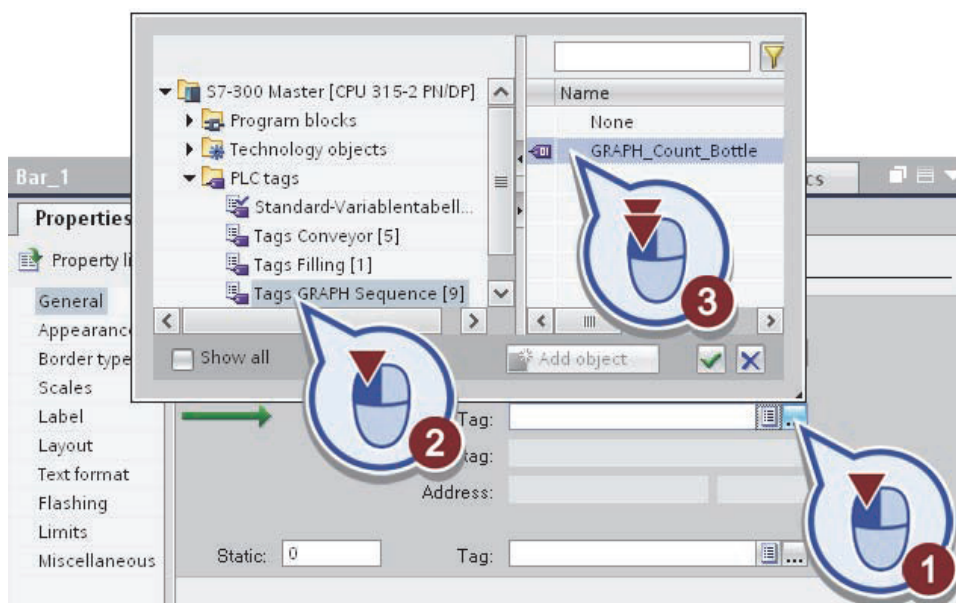 S7-300 Master [CPU 315-2 PN/DP]
Program blocks
Technology objects
PLC tags
Standard-Variablentabell...
Tags Conveyor [5]
Tags Filling [1]
Tags GRAPH Sequence [9]
Name
None
GRAPH_Count_Bottle
3
Show all
Add object
2
Bar_1
cs
Properties
Property li
General
Appearance
Border type
Scales
Label
Layout
Text format
Flashing
Limits
Miscellaneous
Tag:
...
tag:
Address:
Static: 0 Tag: ...
1